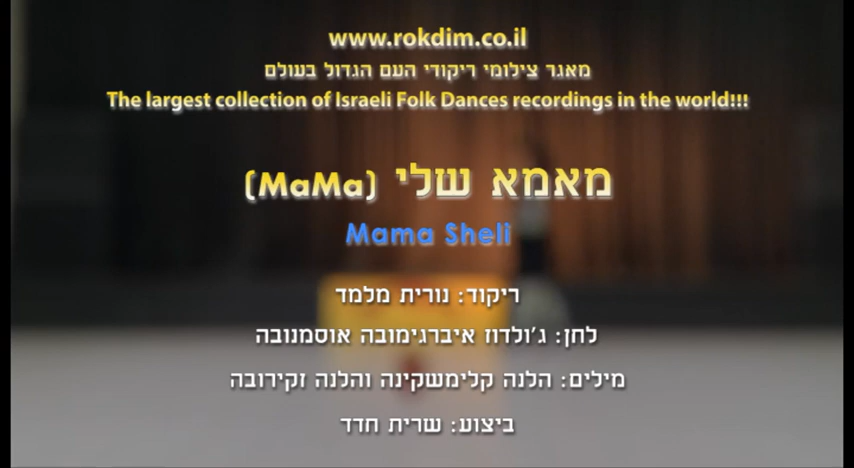 www.rokdim.co.il
מאגר צילומי ריקודי העם הגדול בעולם
The largest collection of Israeli Folk Dances recordings in the world!!!
מאמא שלי (MaMa)
Mama Sheli
ריקוד: נורית מלמד
לחן: ג'ולדוז איברגימובה אוסמנובה
מילים: הלנה קלימשקינה והלנה זקירובה
ביצוע: שרית חדד